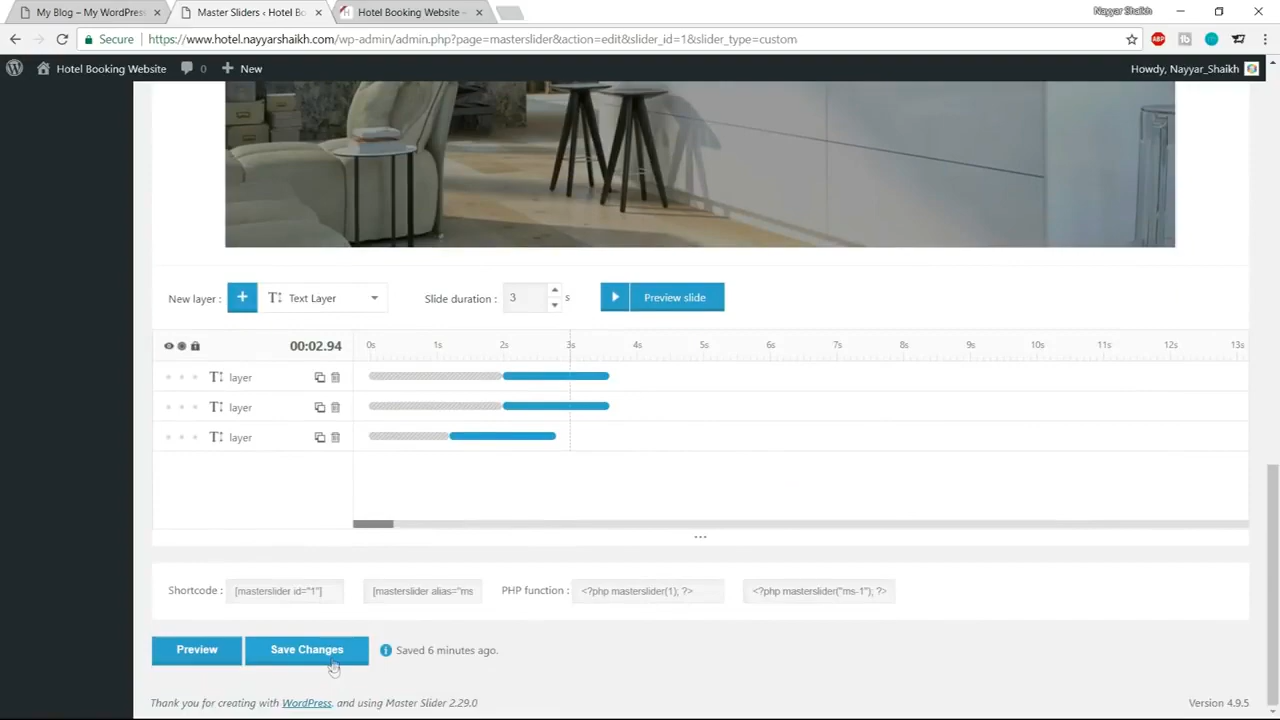 My Blog – My WordPress
Master Sliders ‹ Hotel Bo
Hotel Booking Website –
Nayyar Shaikh
Secure
https://www.hotel.nayyarshaikh.com/wp-admin/admin.php?page=masterslider&action=edit&slider_id=1&slider_type=custom
ABP
Hotel Booking Website
0
New
Howdy, Nayyar_Shaikh
New layer :
Text Layer
Slide duration :
3
s
Preview slide
00:02.94
0s 1s 2s 3s 4s 5s 6s 7s 8s 9s 10s 11s 12s 13s
layer
layer
layer
Shortcode :
[masterslider id="1"]
[masterslider alias="ms
PHP function :
<?php masterslider(1); ?>
<?php masterslider("ms-1"); ?>
Preview
Save Changes
Saved 6 minutes ago.
Thank you for creating with WordPress. and using Master Slider 2.29.0
Version 4.9.5